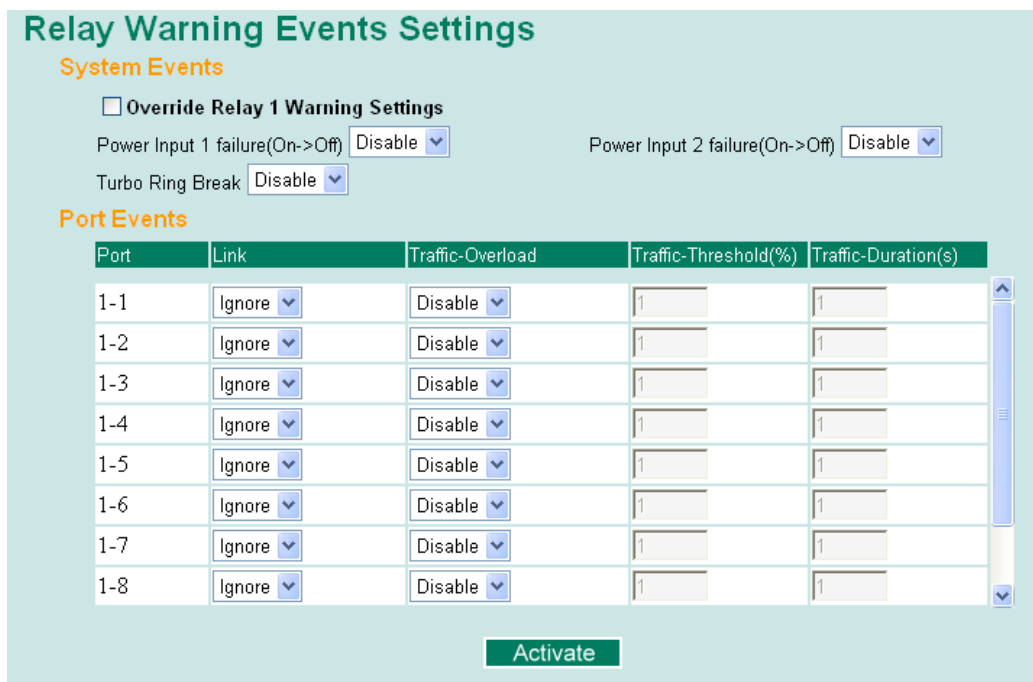 Relay Warning Events Settings
System Events
Override Relay 1 Warning Settings
Power Input 1 failure(On->Off) Disable Power Input 2 failure(On->Off) Disable
Turbo Ring Break Disable
Port Events
Port Link Traffic-Overload Traffic-Threshold(%) Traffic-Duration(s)
1-1 Ignore Disable 1 1
1-2 Ignore Disable 1 1
1-3 Ignore Disable 1 1
1-4 Ignore Disable 1 1
1-5 Ignore Disable 1 1
1-6 Ignore Disable 1 1
1-7 Ignore Disable 1 1
1-8 Ignore Disable 1 1
Activate